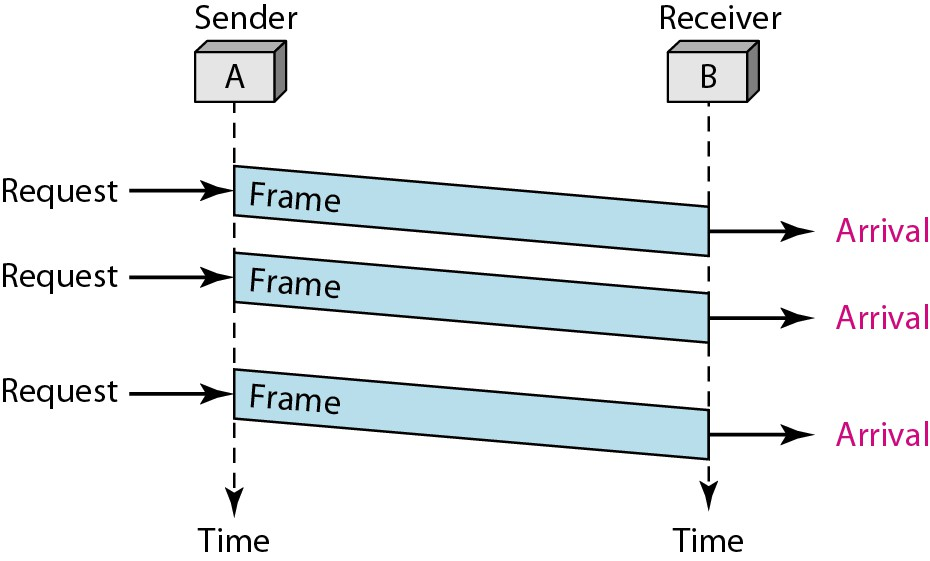 Sender Receiver
A B
Request Frame
Arrival
Request Frame
Arrival
Request Frame
Arrival
Time Time